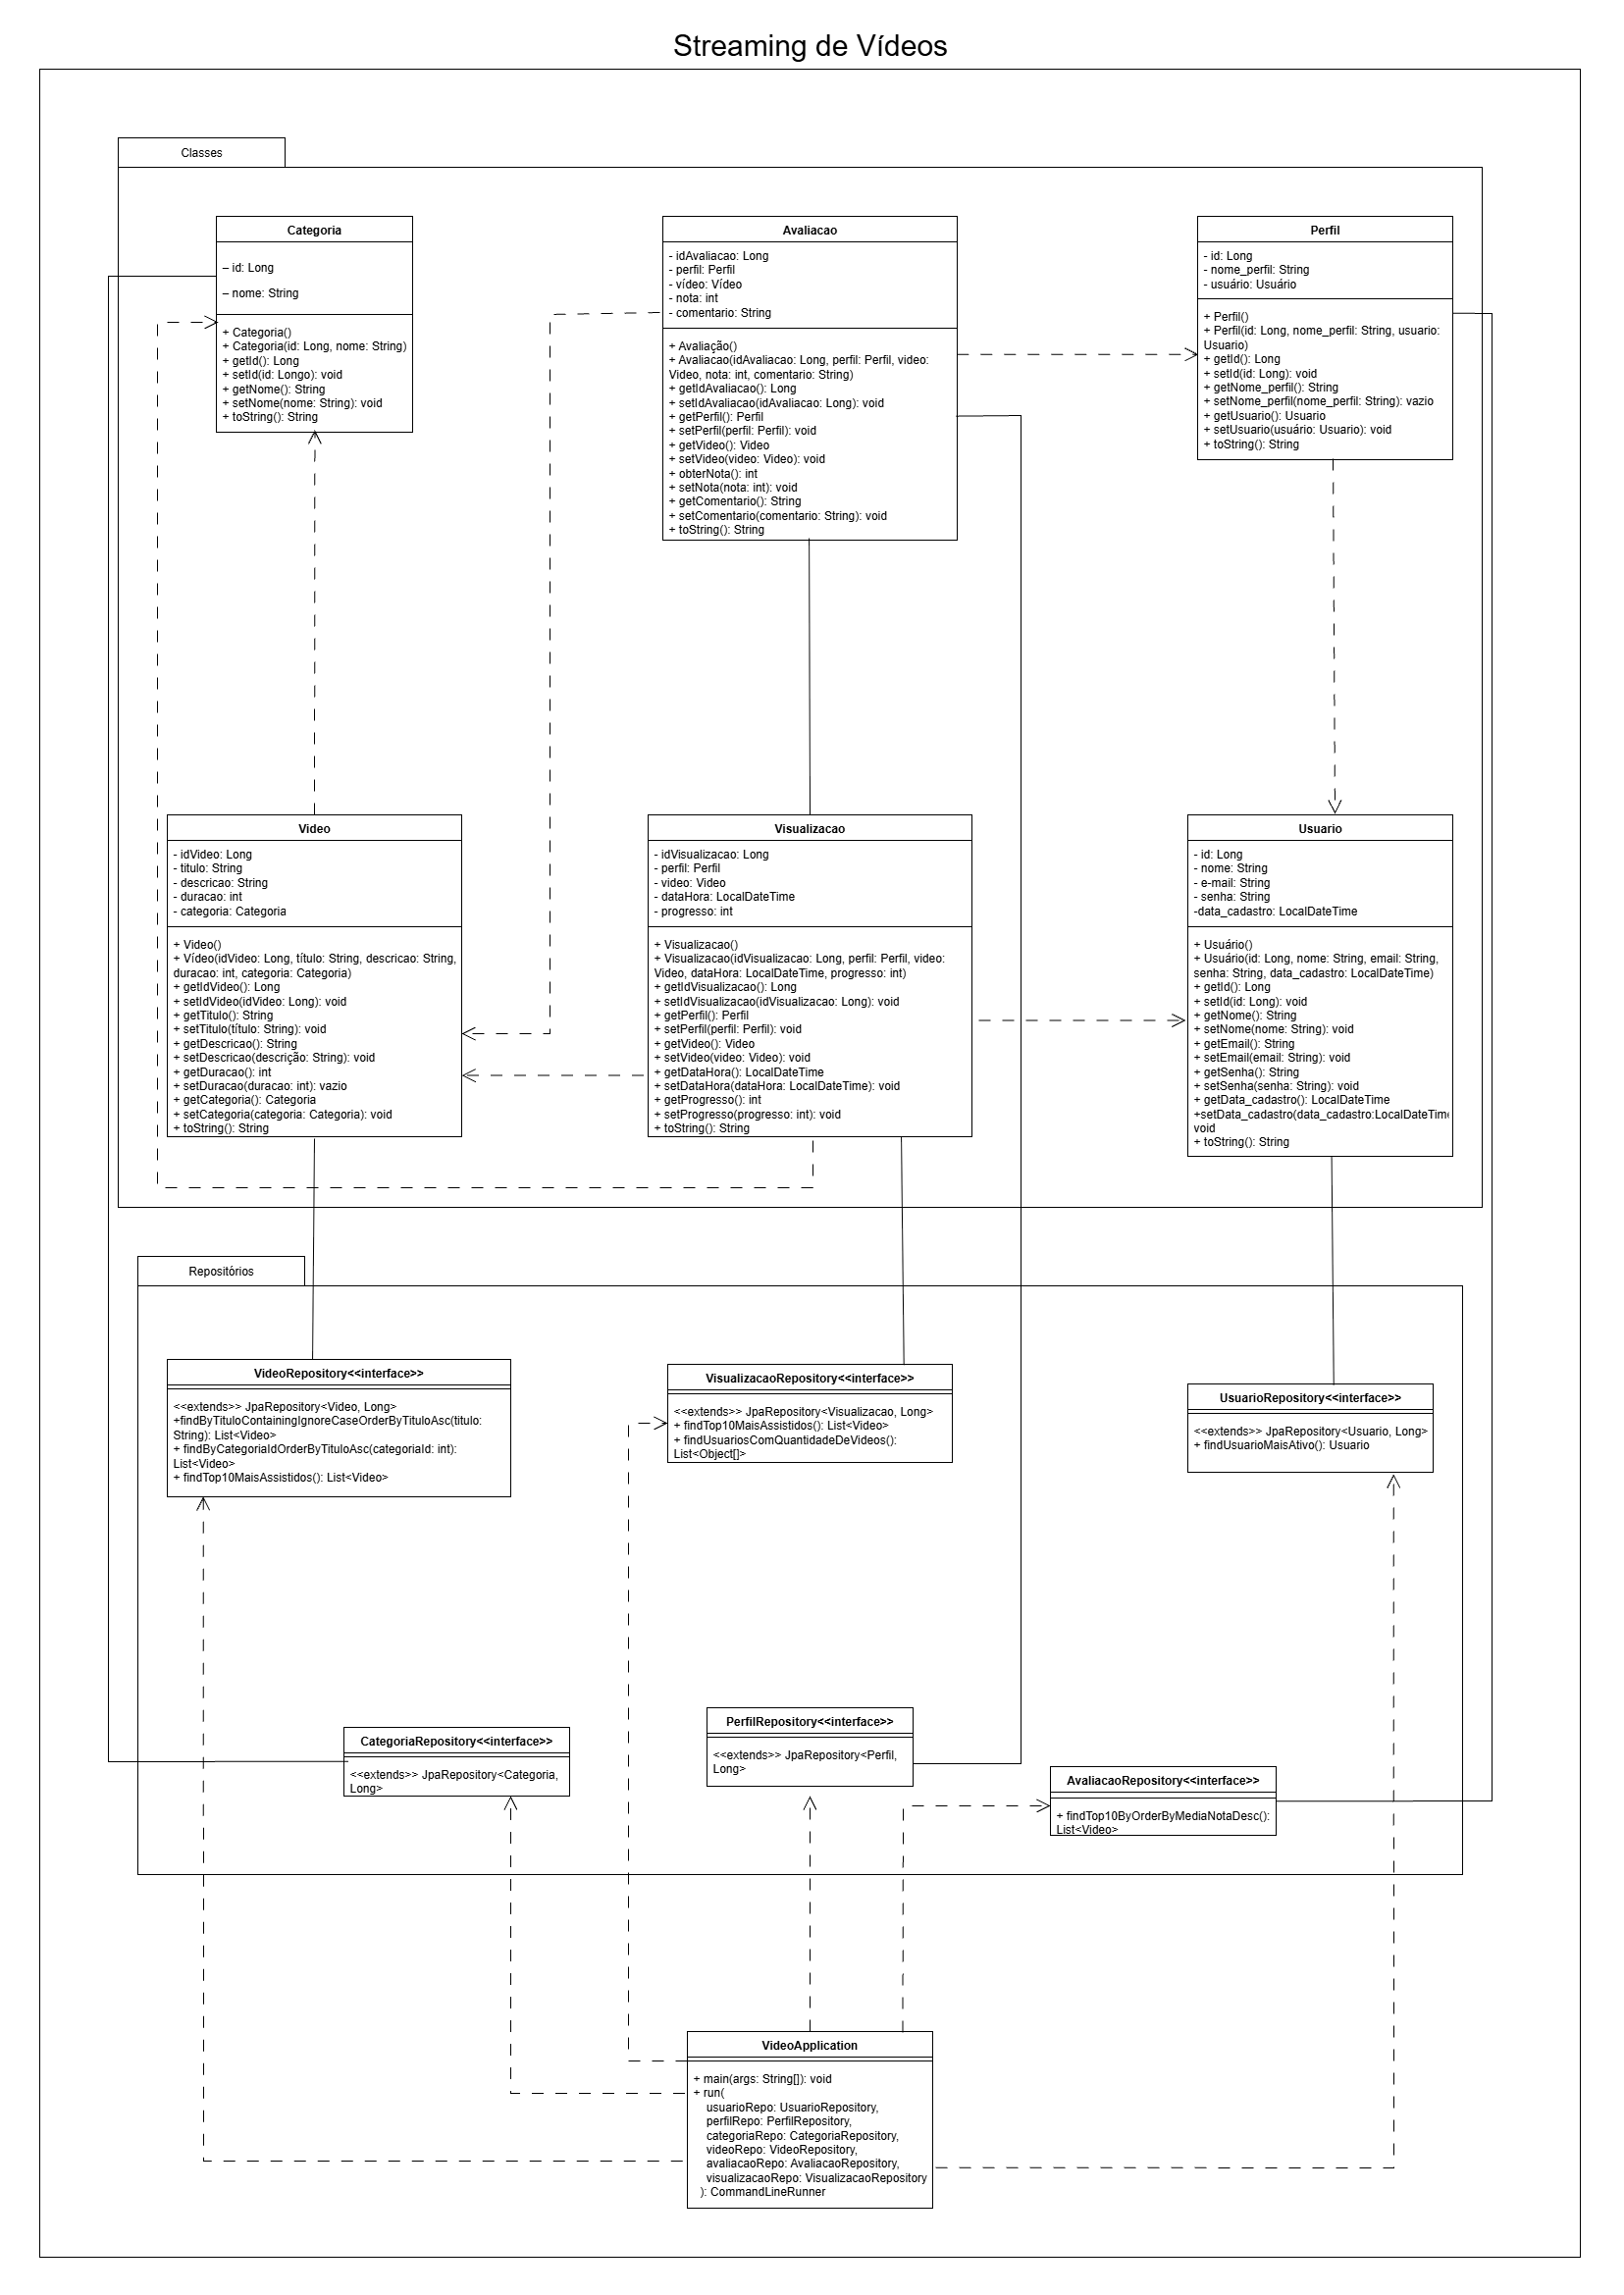 Streaming de Vídeos
Classes
Categoria
– id: Long
– nome: String
+ Categoria()
+ Categoria(id: Long, nome: String)
+ getId(): Long
+ setId(id: Longo): void
+ getNome(): String
+ setNome(nome: String): void
+ toString(): String
Avaliacao
- idAvaliacao: Long
- perfil: Perfil
- vídeo: Vídeo
- nota: int
- comentario: String
+ Avaliação()
+ Avaliacao(idAvaliacao: Long, perfil: Perfil, video:
Video, nota: int, comentario: String)
+ getIdAvaliacao(): Long
+ setIdAvaliacao(idAvaliacao: Long): void
+ getPerfil(): Perfil
+ setPerfil(perfil: Perfil): void
+ getVideo(): Video
+ setVideo(video: Video): void
+ obterNota(): int
+ setNota(nota: int): void
+ getComentario(): String
+ setComentario(comentario: String): void
+ toString(): String
Perfil
- id: Long
- nome_perfil: String
- usuário: Usuário
+ Perfil()
+ Perfil(id: Long, nome_perfil: String, usuario:
Usuario)
+ getId(): Long
+ setId(id: Long): void
+ getNome_perfil(): String
+ setNome_perfil(nome_perfil: String): vazio
+ getUsuario(): Usuario
+ setUsuario(usuário: Usuario): void
+ toString(): String
Video
- idVideo: Long
- titulo: String
- descricao: String
- duracao: int
- categoria: Categoria
+ Video()
+ Vídeo(idVideo: Long, título: String, descricao: String,
duracao: int, categoria: Categoria)
+ getIdVideo(): Long
+ setIdVideo(idVideo: Long): void
+ getTitulo(): String
+ setTitulo(título: String): void
+ getDescricao(): String
+ setDescricao(descrição: String): void
+ getDuracao(): int
+ setDuracao(duracao: int): vazio
+ getCategoria(): Categoria
+ setCategoria(categoria: Categoria): void
+ toString(): String
Visualizacao
- idVisualizacao: Long
- perfil: Perfil
- video: Video
- dataHora: LocalDateTime
- progresso: int
+ Visualizacao()
+ Visualizacao(idVisualizacao: Long, perfil: Perfil, video:
Video, dataHora: LocalDateTime, progresso: int)
+ getIdVisualizacao(): Long
+ setIdVisualizacao(idVisualizacao: Long): void
+ getPerfil(): Perfil
+ setPerfil(perfil: Perfil): void
+ getVideo(): Video
+ setVideo(video: Video): void
+ getDataHora(): LocalDateTime
+ setDataHora(dataHora: LocalDateTime): void
+ getProgresso(): int
+ setProgresso(progresso: int): void
+ toString(): String
Usuario
- id: Long
- nome: String
- e-mail: String
- senha: String
-data_cadastro: LocalDateTime
+ Usuário()
+ Usuário(id: Long, nome: String, email: String,
senha: String, data_cadastro: LocalDateTime)
+ getId(): Long
+ setId(id: Long): void
+ getNome(): String
+ setNome(nome: String): void
+ getEmail(): String
+ setEmail(email: String): void
+ getSenha(): String
+ setSenha(senha: String): void
+ getData_cadastro(): LocalDateTime
+setData_cadastro(data_cadastro:LocalDateTime
void
+ toString(): String
Repositórios
VideoRepository<<interface>>
<<extends>> JpaRepository<Video, Long>
+findByTituloContainingIgnoreCaseOrderByTituloAsc(titulo:
String): List<Video>
+ findByCategoriaIdOrderByTituloAsc(categoriaId: int):
List<Video>
+ findTop10MaisAssistidos(): List<Video>
VisualizacaoRepository<<interface>>
<<extends>> JpaRepository<Visualizacao, Long>
+ findTop10MaisAssistidos(): List<Video>
+ findUsuariosComQuantidadeDeVideos():
List<Object[]>
UsuarioRepository<<interface>>
<<extends>> JpaRepository<Usuario, Long>
+ findUsuarioMaisAtivo(): Usuario
CategoriaRepository<<interface>>
<<extends>> JpaRepository<Categoria,
Long>
PerfilRepository<<interface>>
<<extends>> JpaRepository<Perfil,
Long>
AvaliacaoRepository<<interface>>
+ findTop10ByOrderByMediaNotaDesc():
List<Video>
VideoApplication
+ main(args: String[]): void
+ run(
usuarioRepo: UsuarioRepository,
perfilRepo: PerfilRepository,
categoriaRepo: CategoriaRepository,
videoRepo: VideoRepository,
avaliacaoRepo: AvaliacaoRepository,
visualizacaoRepo: VisualizacaoRepository
): CommandLineRunner